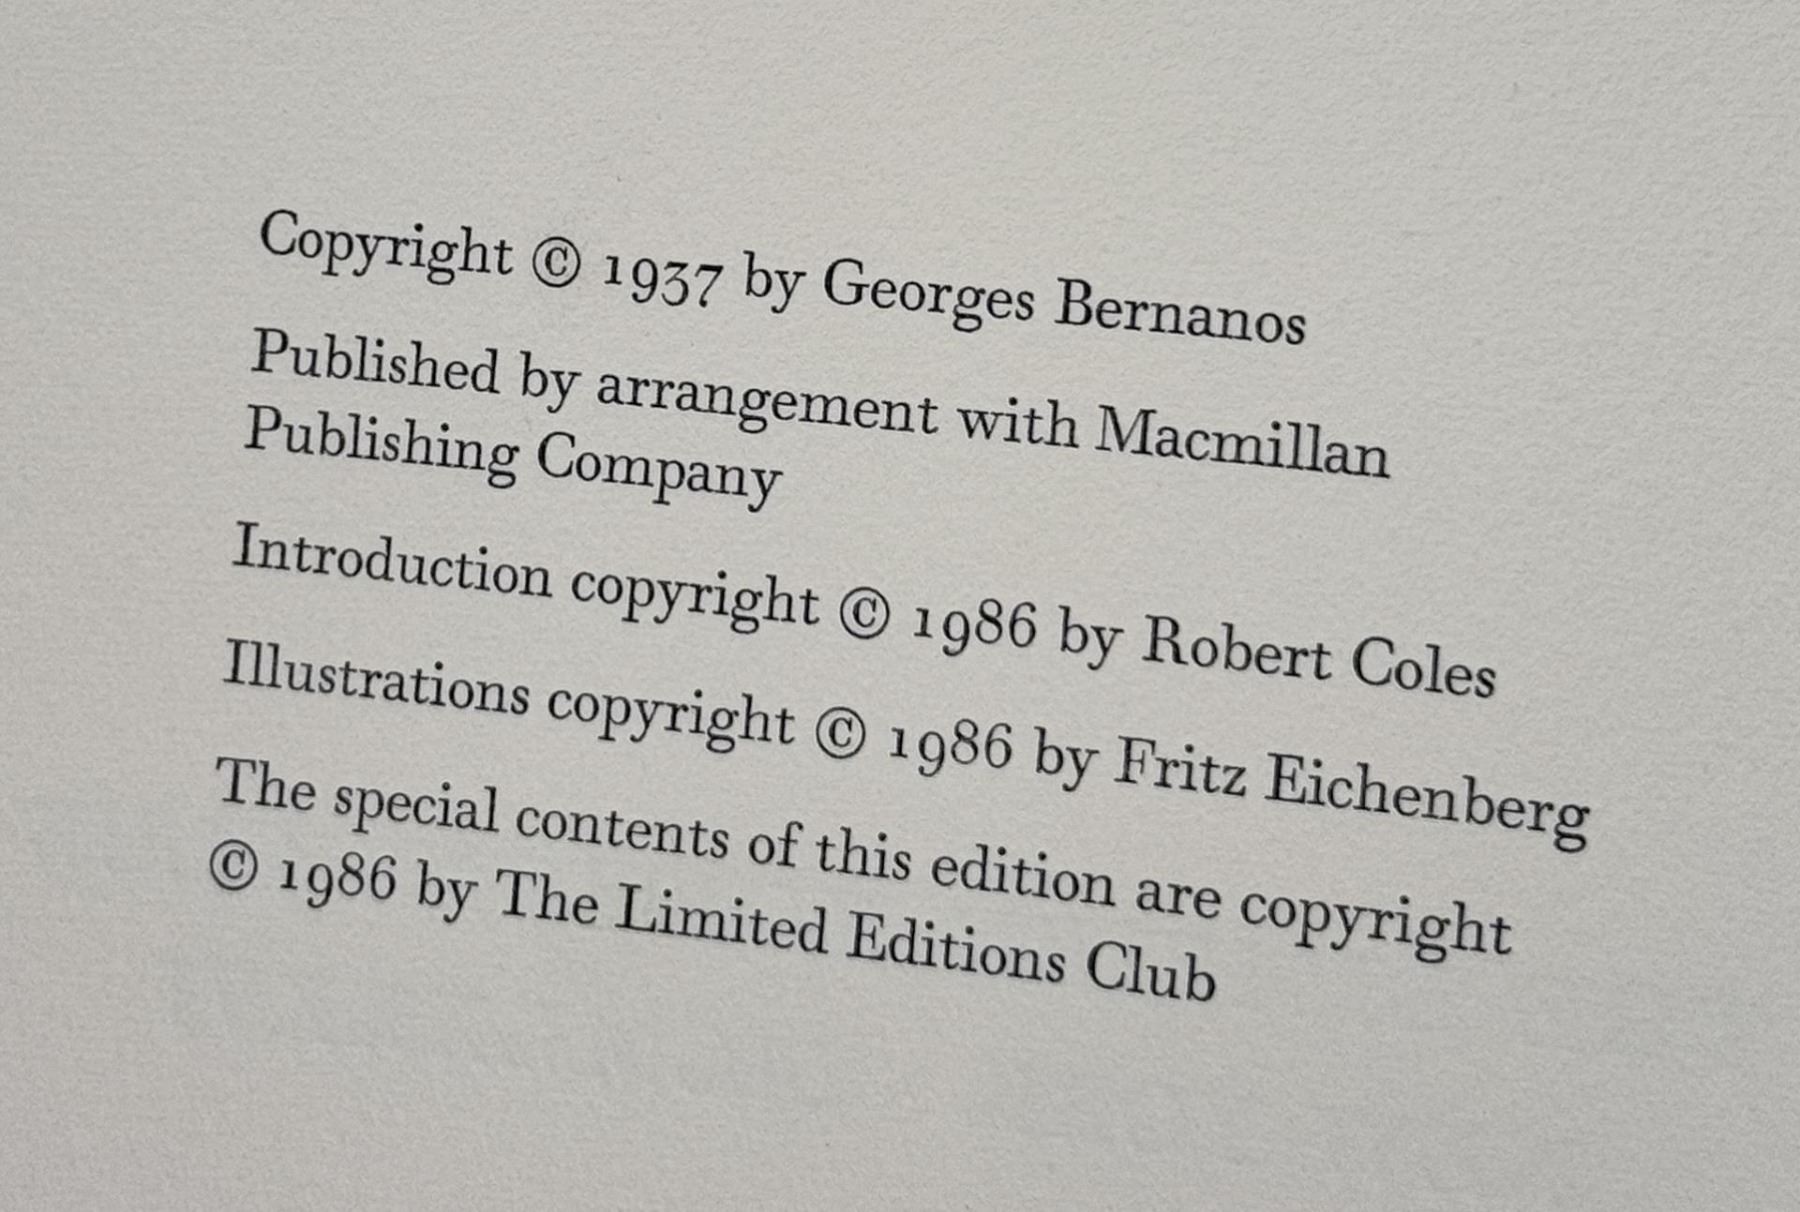 Copyright © 1937 by Georges Bernanos
Published by arrangement with Macmillan
Publishing Company
Introduction copyright © 1986 by Robert Coles
Illustrations copyright © 1986 by Fritz Eichenberg
The special contents of this edition are copyright
© 1986 by The Limited Editions Club